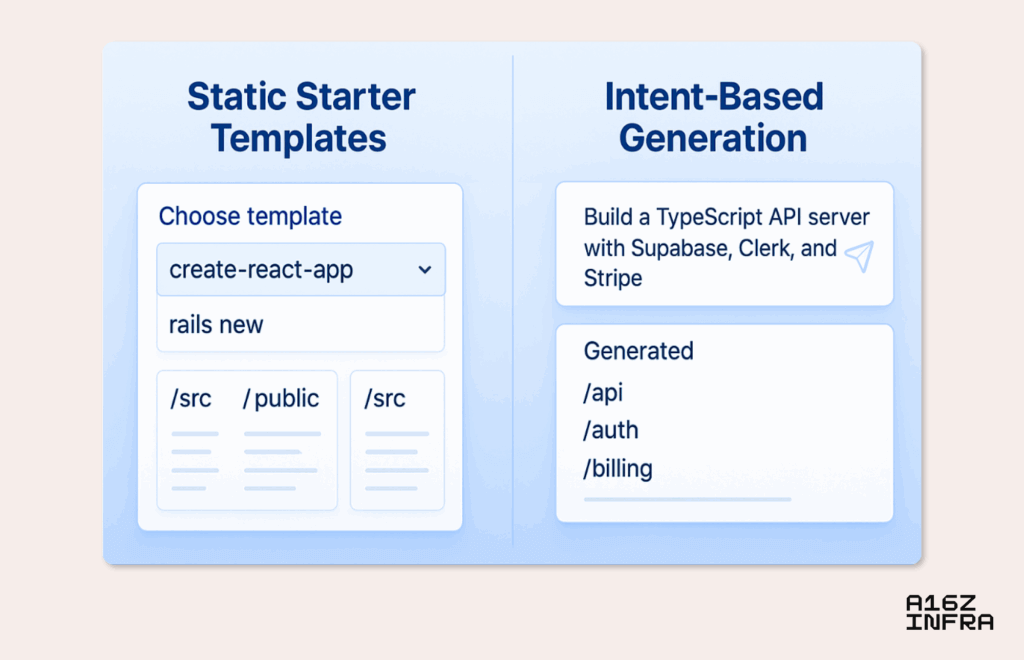 Static Starter
Templates
Choose template
create-react-app
rails new
/src
/public
/src
Intent-Based
Generation
Build a TypeScript API server
with Supabase, Clerk, and
Stripe
Generated
/api
/auth
/billing
A16Z
INFRA